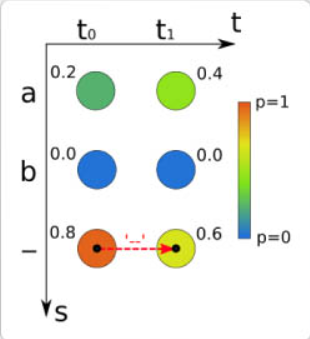 t₀ t₁ t
0.2 0.4
a p=1
0.0 0.0
b
0.8 '_' 0.6 p=0
–
s